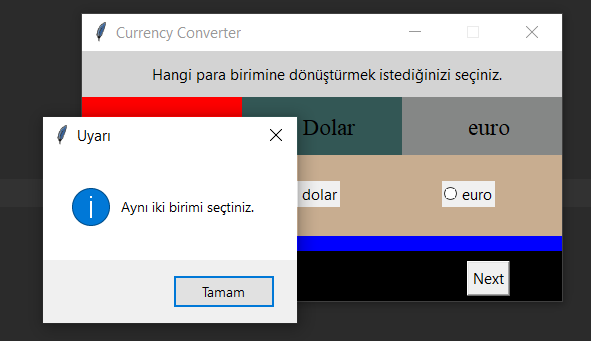 Currency Converter
Hangi para birimine dönüştürmek istediğinizi seçiniz.
Dolar
euro
Uyarı
Aynı iki birimi seçtiniz.
dolar
euro
Next
Tamam